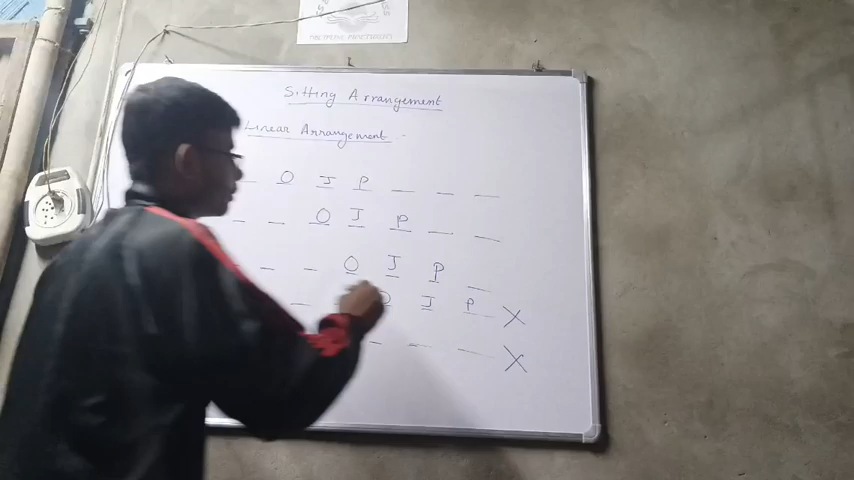 Sitting Arrangement
Linear Arrangement -
_ O J P _ _ _
_ _ O J P _ _
_ _ O J P _
_ O J P X
_ _ _ X